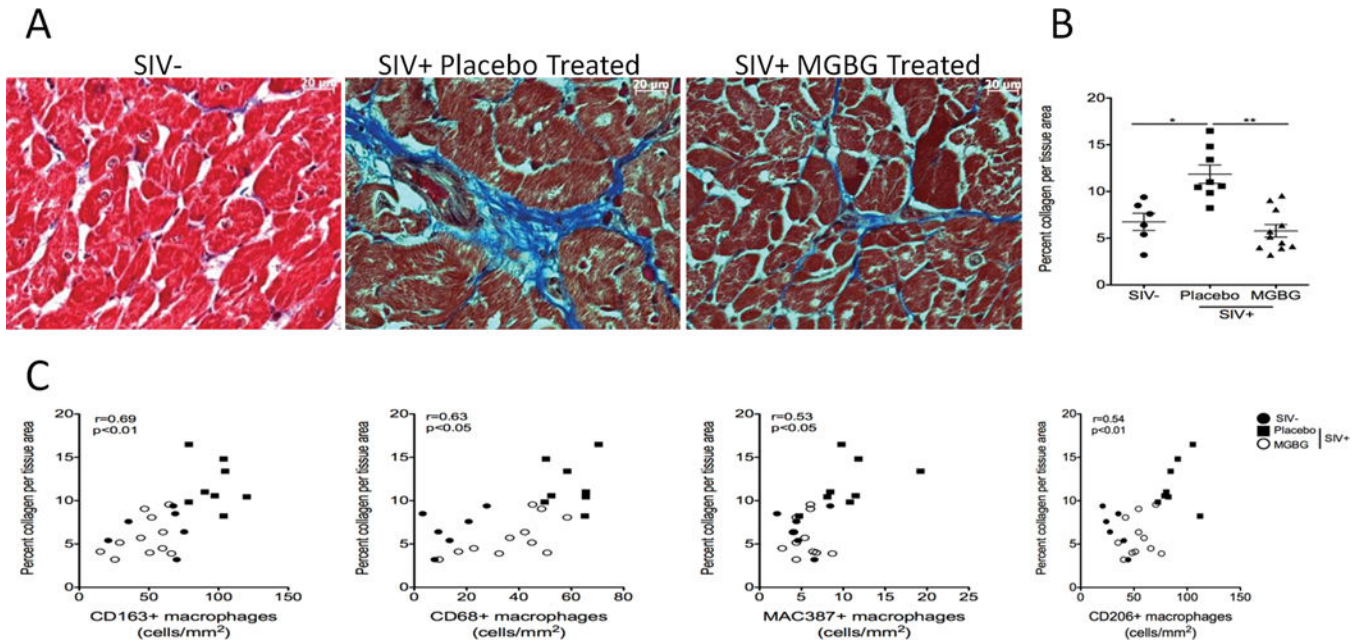 A
SIV-
SIV+ Placebo Treated
SIV+ MGBG Treated
20 μm
20 μm
20 μm
B
Percent collagen per tissue area
20
15
10
5
0
*
**
SIV-
Placebo
MGBG
SIV+
C
r=0.69
p<0.01
Percent collagen per tissue area
20
15
10
5
0
0
50
100
150
CD163+ macrophages
(cells/mm²)
r=0.63
p<0.05
Percent collagen per tissue area
20
15
10
5
0
0
20
40
60
80
CD68+ macrophages
(cells/mm²)
r=0.53
p<0.05
Percent collagen per tissue area
20
15
10
5
0
0
5
10
15
20
25
MAC387+ macrophages
(cells/mm²)
r=0.54
p<0.01
Percent collagen per tissue area
20
15
10
5
0
0
50
100
150
CD206+ macrophages
(cells/mm²)
SIV-
Placebo
MGBG
SIV+